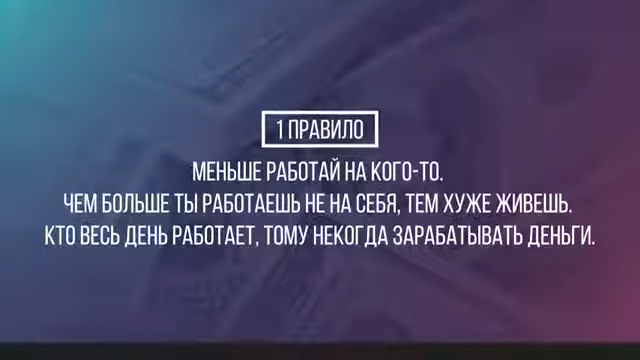 1 ПРАВИЛО
МЕНЬШЕ РАБОТАЙ НА КОГО-ТО.
ЧЕМ БОЛЬШЕ ТЫ РАБОТАЕШЬ НЕ НА СЕБЯ, ТЕМ ХУЖЕ ЖИВЕШЬ.
КТО ВЕСЬ ДЕНЬ РАБОТАЕТ, ТОМУ НЕКОГДА ЗАРАБАТЫВАТЬ ДЕНЬГИ.